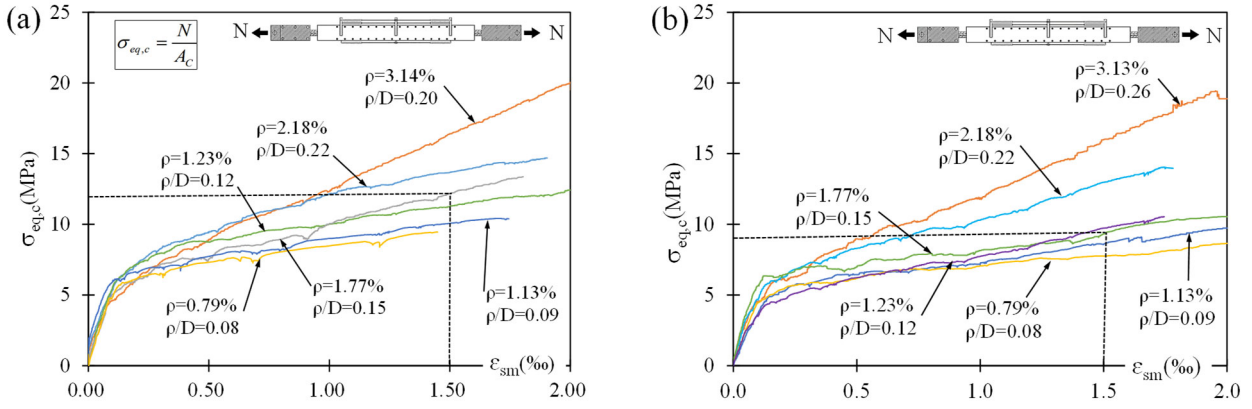 (a)
σeq,c = N / AC
N N
25
20
15
10
5
0
σeq,c(MPa)
ρ=3.14%
ρ/D=0.20
ρ=2.18%
ρ/D=0.22
ρ=1.23%
ρ/D=0.12
ρ=0.79%
ρ/D=0.08
ρ=1.77%
ρ/D=0.15
ρ=1.13%
ρ/D=0.09
εsm(‰)
0.00 0.50 1.00 1.50 2.00
(b)
N N
25
20
15
10
5
0
σeq,c(MPa)
ρ=3.13%
ρ/D=0.26
ρ=2.18%
ρ/D=0.22
ρ=1.77%
ρ/D=0.15
ρ=1.23%
ρ/D=0.12
ρ=0.79%
ρ/D=0.08
ρ=1.13%
ρ/D=0.09
εsm(‰)
0.0 0.5 1.0 1.5 2.0